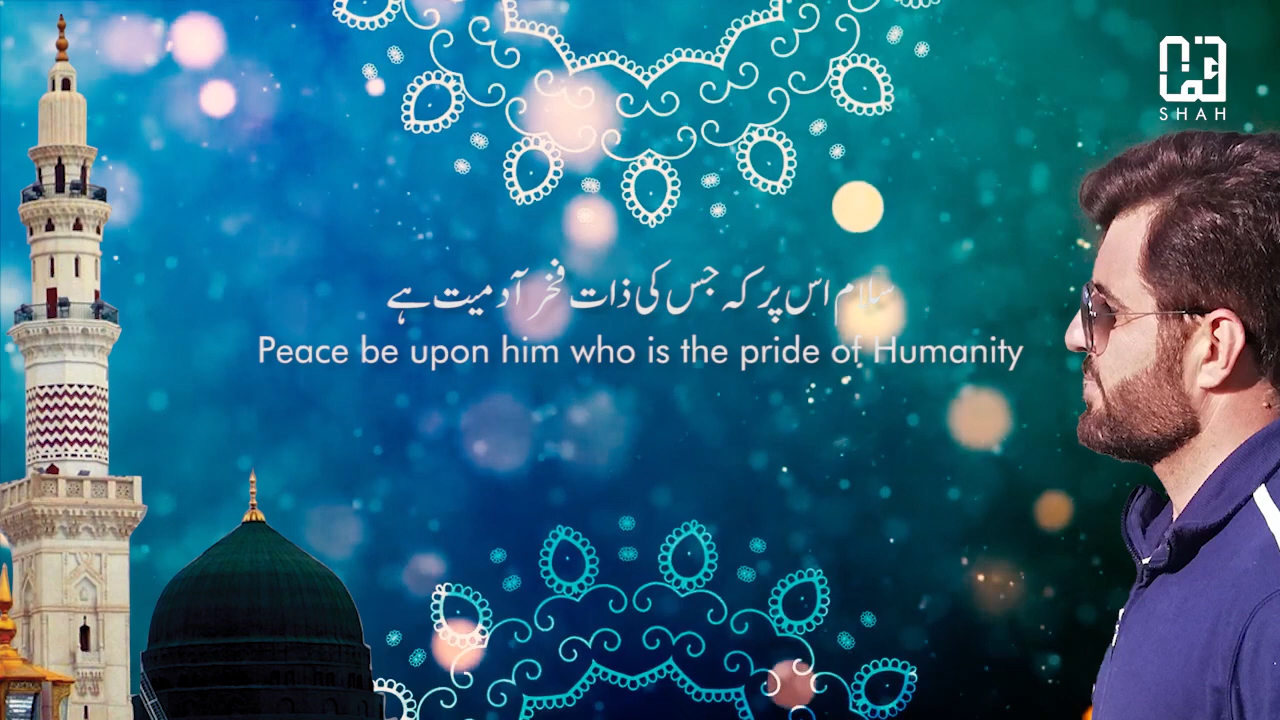 SHAH
سلام اس پر کہ جس کی ذات فخر آدمیت ہے
Peace be upon him who is the pride of Humanity